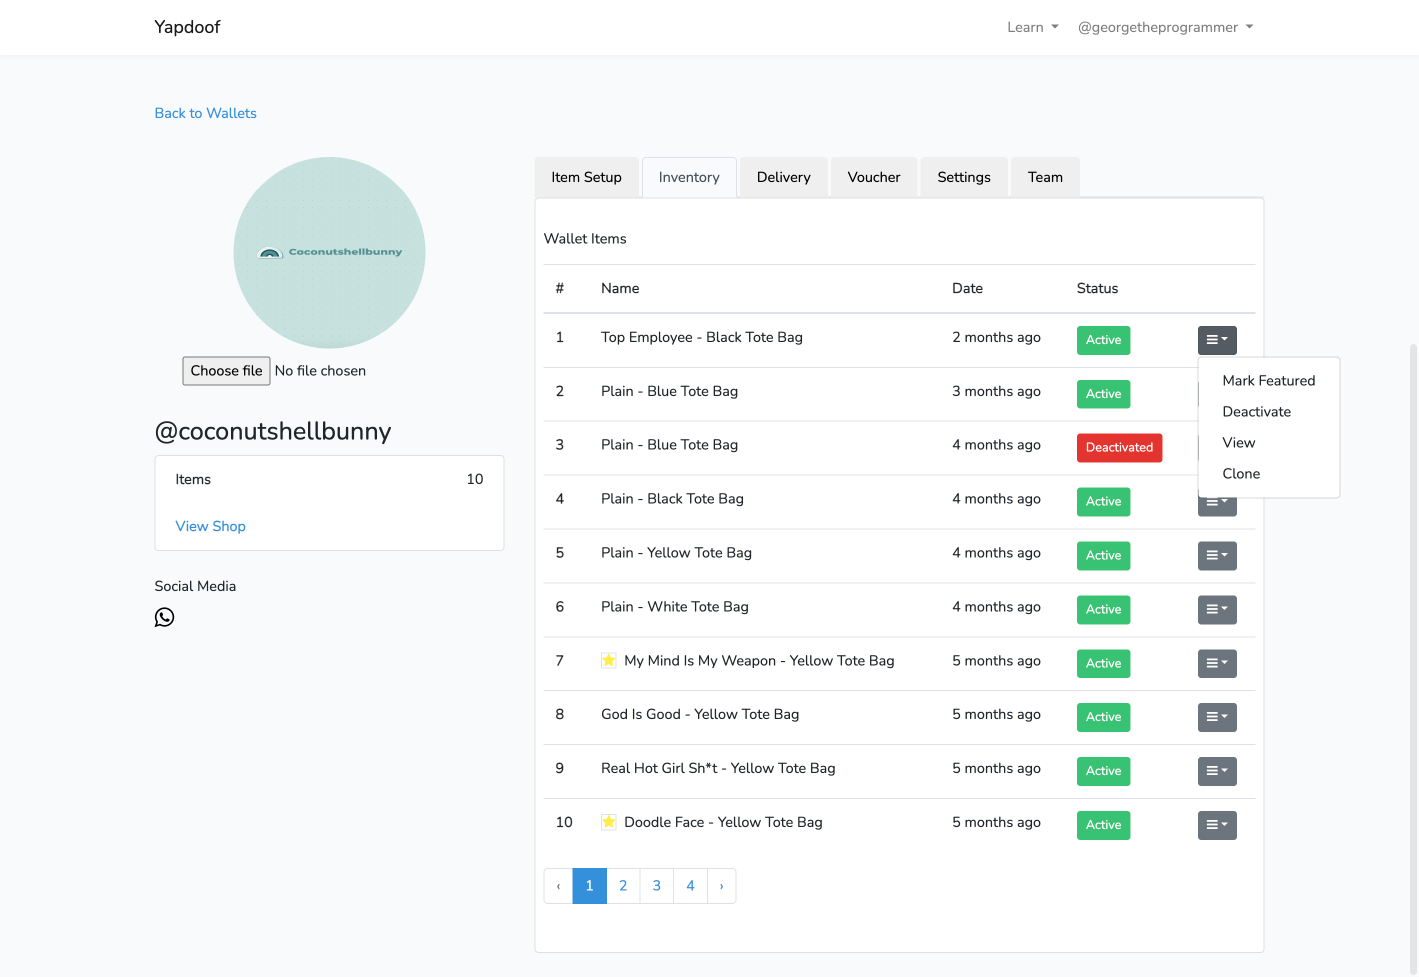 Yapdoof
Learn
@georgetheprogrammer
Back to Wallets
Coconutshellbunny
Choose file No file chosen
@coconutshellbunny
Items 10
View Shop
Social Media
Item Setup Inventory Delivery Voucher Settings Team
Wallet Items
# Name Date Status
1 Top Employee - Black Tote Bag 2 months ago Active
Mark Featured
Deactivate
View
Clone
2 Plain - Blue Tote Bag 3 months ago Active
3 Plain - Blue Tote Bag 4 months ago Deactivated
4 Plain - Black Tote Bag 4 months ago Active
5 Plain - Yellow Tote Bag 4 months ago Active
6 Plain - White Tote Bag 4 months ago Active
7 My Mind Is My Weapon - Yellow Tote Bag 5 months ago Active
8 God Is Good - Yellow Tote Bag 5 months ago Active
9 Real Hot Girl Sh*t - Yellow Tote Bag 5 months ago Active
10 Doodle Face - Yellow Tote Bag 5 months ago Active
‹ 1 2 3 4 ›